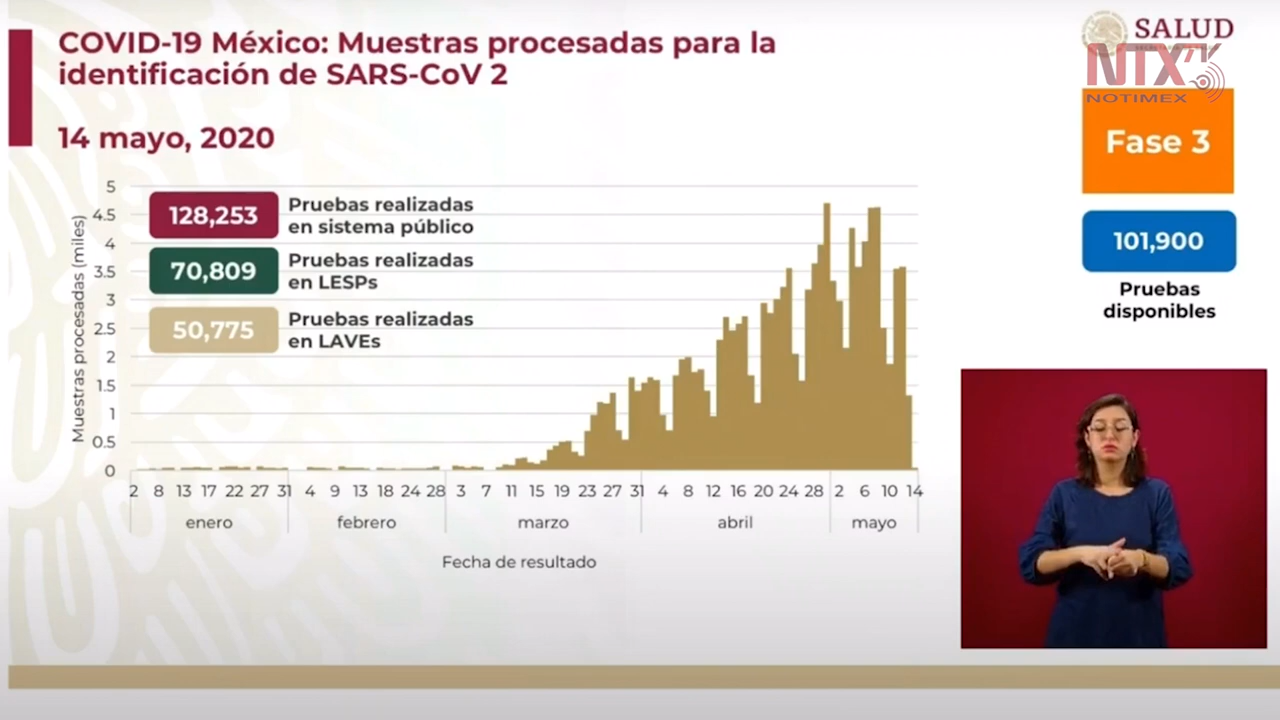 COVID-19 México: Muestras procesadas para la
identificación de SARS-CoV 2
14 mayo, 2020
SALUD
NTX
NOTIMEX
Fase 3
101,900
Pruebas
disponibles
Muestras procesadas (miles)
5
4.5
4
3.5
3
2.5
2
1.5
1
0.5
0
128,253
Pruebas realizadas
en sistema público
70,809
Pruebas realizadas
en LESPs
50,775
Pruebas realizadas
en LAVEs
2 8 13 17 22 27 31 4 9 13 18 24 28 3 7 11 15 19 23 27 31 4 8 12 16 20 24 28 2 6 10 14
enero febrero marzo abril mayo
Fecha de resultado